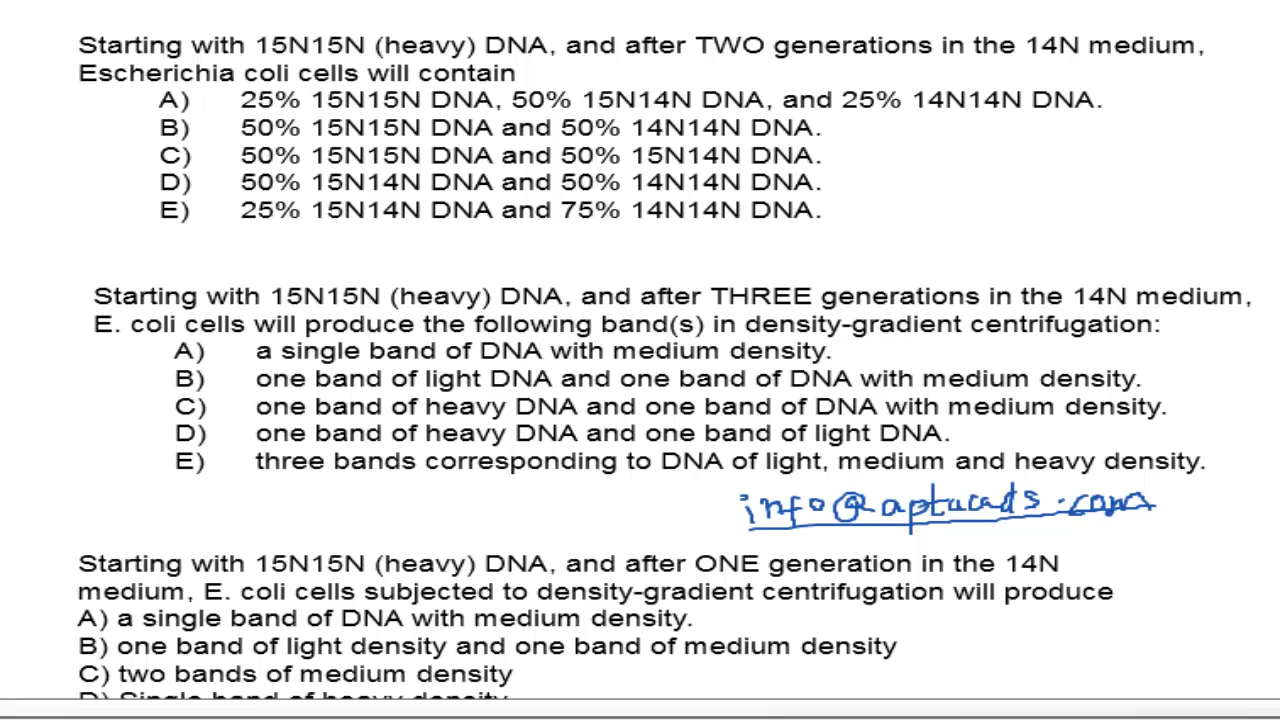 Starting with 15N15N (heavy) DNA, and after TWO generations in the 14N medium,
Escherichia coli cells will contain
A) 25% 15N15N DNA, 50% 15N14N DNA, and 25% 14N14N DNA.
B) 50% 15N15N DNA and 50% 14N14N DNA.
C) 50% 15N15N DNA and 50% 15N14N DNA.
D) 50% 15N14N DNA and 50% 14N14N DNA.
E) 25% 15N14N DNA and 75% 14N14N DNA.
Starting with 15N15N (heavy) DNA, and after THREE generations in the 14N medium,
E. coli cells will produce the following band(s) in density-gradient centrifugation:
A) a single band of DNA with medium density.
B) one band of light DNA and one band of DNA with medium density.
C) one band of heavy DNA and one band of DNA with medium density.
D) one band of heavy DNA and one band of light DNA.
E) three bands corresponding to DNA of light, medium and heavy density.
Starting with 15N15N (heavy) DNA, and after ONE generation in the 14N
medium, E. coli cells subjected to density-gradient centrifugation will produce
A) a single band of DNA with medium density.
B) one band of light density and one band of medium density
C) two bands of medium density
D) Single band of heavy density